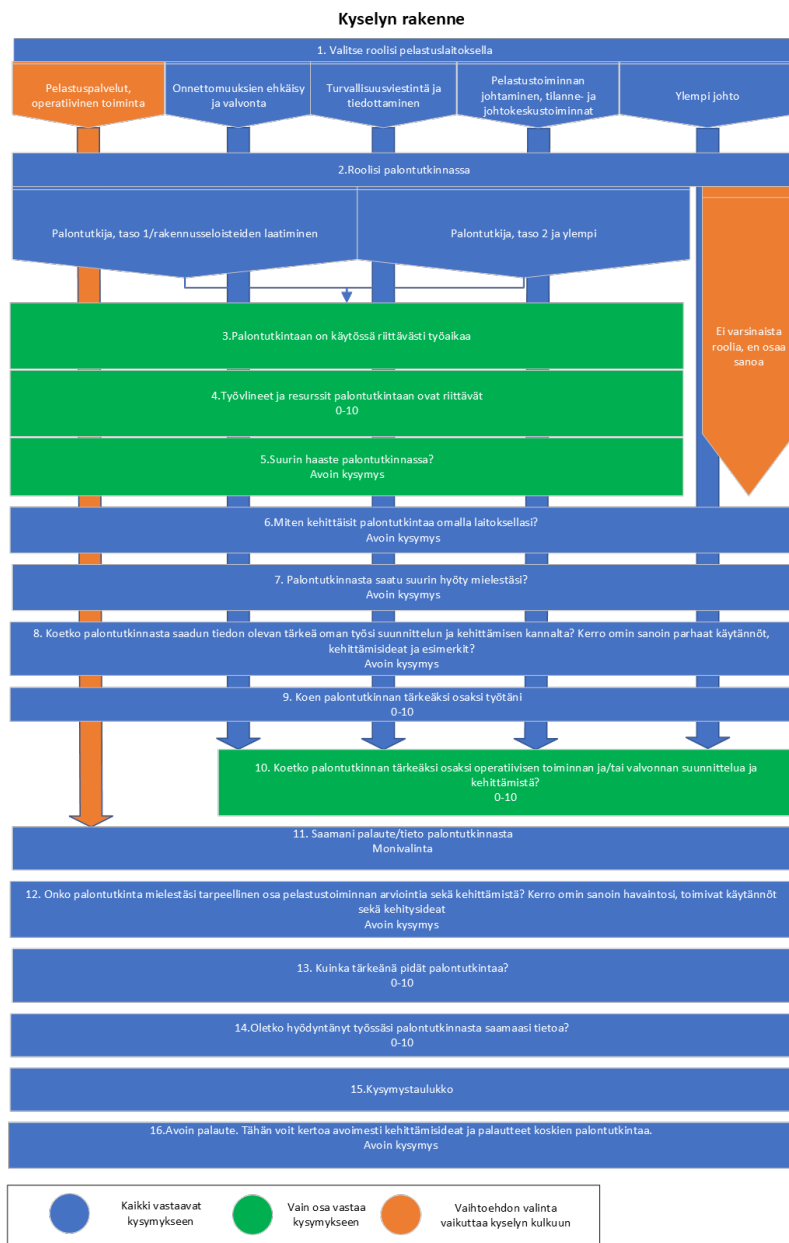 Kyselyn rakenne
1. Valitse roolisi pelastuslaitoksella
Pelastuspalvelut,
operatiivinen toiminta
Onnettomuuksien ehkäisy
ja valvonta
Turvallisuusviestintä ja
tiedottaminen
Pelastustoiminnan
johtaminen, tilanne- ja
johtokeskustoiminnat
Ylempi johto
2.Roolisi palontutkinnassa
Palontutkija, taso 1/rakennusseloisteiden laatiminen
Palontutkija, taso 2 ja ylempi
Ei varsinaista
roolia, en osaa
sanoa
3.Palontutkintaan on käytössä riittävästi työaikaa
4.Työvlineet ja resurssit palontutkintaan ovat riittävät
0-10
5.Suurin haaste palontutkinnassa?
Avoin kysymys
6.Miten kehittäisit palontutkintaa omalla laitoksellasi?
Avoin kysymys
7. Palontutkinnasta saatu suurin hyöty mielestäsi?
Avoin kysymys
8. Koetko palontutkinnasta saadun tiedon olevan tärkeä oman työsi suunnittelun ja kehittämisen kannalta? Kerro omin sanoin parhaat käytännöt,
kehittämisideat ja esimerkit?
Avoin kysymys
9. Koen palontutkinnan tärkeäksi osaksi työtäni
0-10
10. Koetko palontutkinnan tärkeäksi osaksi operatiivisen toiminnan ja/tai valvonnan suunnittelua ja
kehittämistä?
0-10
11. Saamani palaute/tieto palontutkinnasta
Monivalinta
12. Onko palontutkinta mielestäsi tarpeellinen osa pelastustoiminnan arviointia sekä kehittämistä? Kerro omin sanoin havaintosi, toimivat käytännöt
sekä kehitysideat
Avoin kysymys
13. Kuinka tärkeänä pidät palontutkintaa?
0-10
14.Oletko hyödyntänyt työssäsi palontutkinnasta saamaasi tietoa?
0-10
15.Kysymystaulukko
16.Avoin palaute. Tähän voit kertoa avoimesti kehittämisideat ja palautteet koskien palontutkintaa.
Avoin kysymys
Kaikki vastaavat
kysymykseen
Vain osa vastaa
kysymykseen
Vaihtoehdon valinta
vaikuttaa kyselyn kulkuun